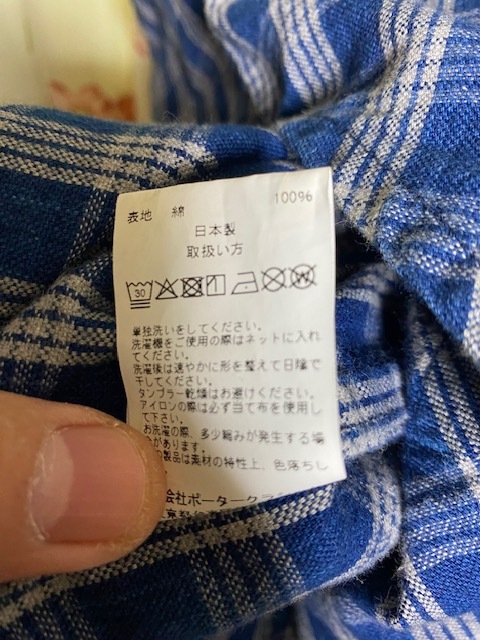 表地 綿 100%
日本製
取扱い方
30 W
単独洗いをしてください。
洗濯機をご使用の際はネットに入れ
てください。
洗濯後は速やかに形を整えて日陰で
干してください。
タンブラー乾燥はお避けください。
アイロンの際は必ず当て布を使用し
て下さい。
お洗濯の際、多少縮みが発生する場
合があります。
の製品は素材の特性上、色落ちし
会社ポータークラ